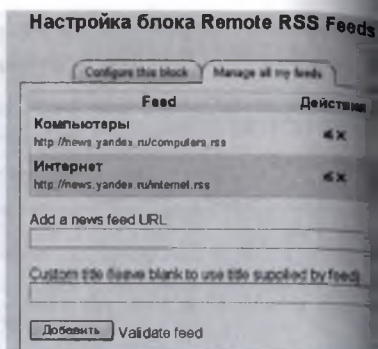 Настройка блока Remote RSS Feeds
Configure this block Manage all my feeds
Feed Действия
Компьютеры
http://news.yandex.ru/computers.rss
Интернет
http://news.yandex.ru/internet.rss
Add a news feed URL
Custom title (leave blank to use title supplied by feed)
Добавить Validate feed